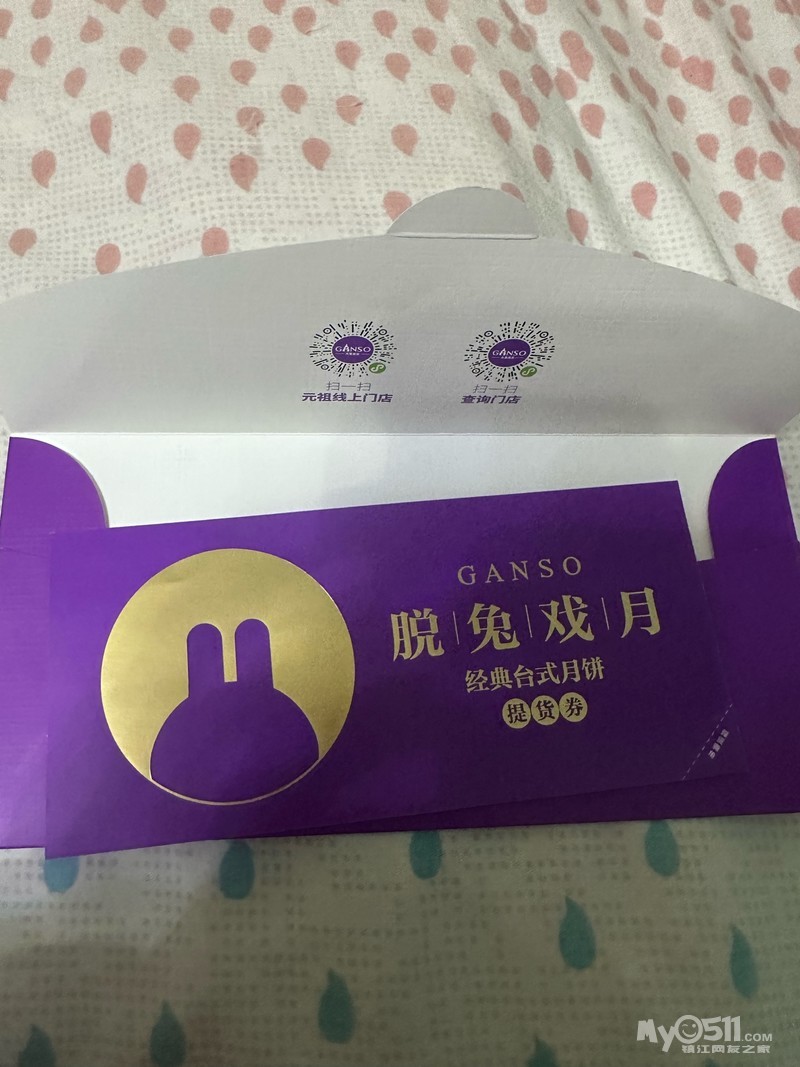 GANSO
GANSO
扫一扫
元祖线上门店
扫一扫
查询门店
GANSO
脱|兔|戏|月
经典台式月饼
提货券
My0511.COM
镇江网友之家